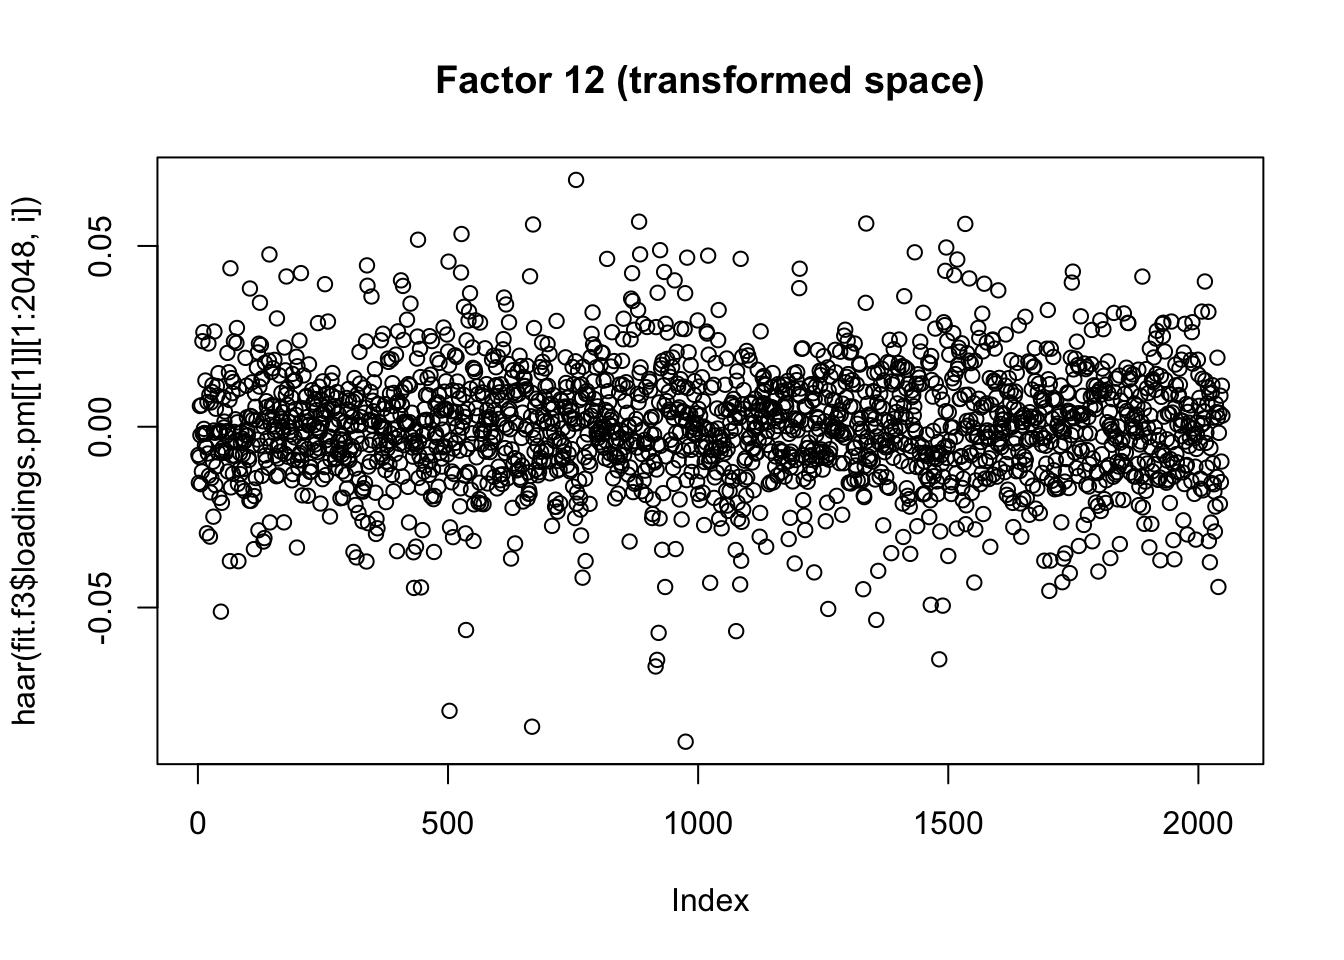 Factor 12 (transformed space)
haar(fit.f3$loadings.pm[[1]][1:2048, i])
0.05
0.00
-0.05
0 500 1000 1500 2000
Index